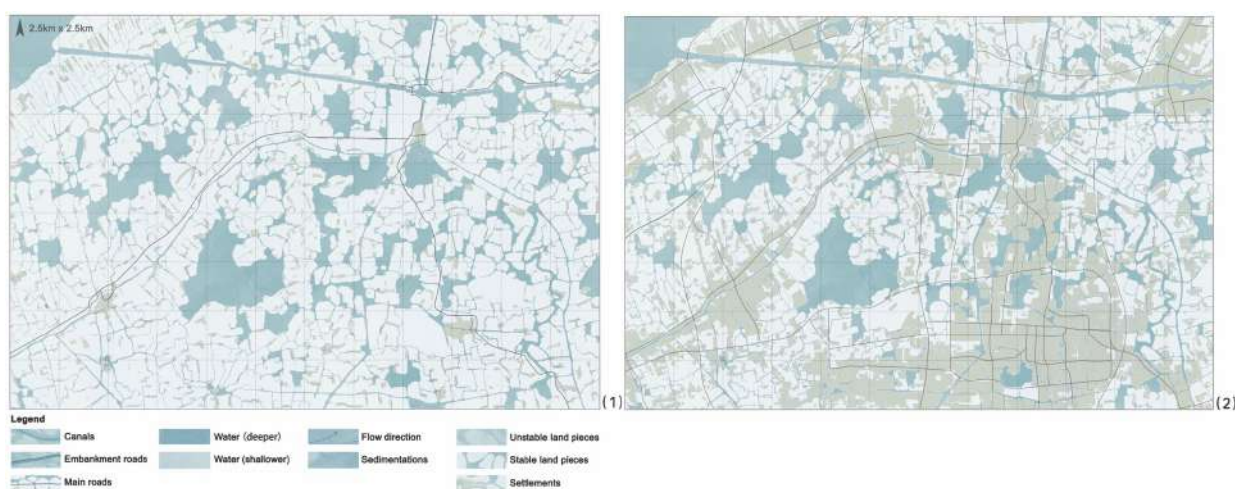 2.5km x 2.5km
(1)
(2)
Legend
Canals
Water (deeper)
Flow direction
Unstable land pieces
Embankment roads
Water (shallower)
Sedimentations
Stable land pieces
Main roads
Settlements